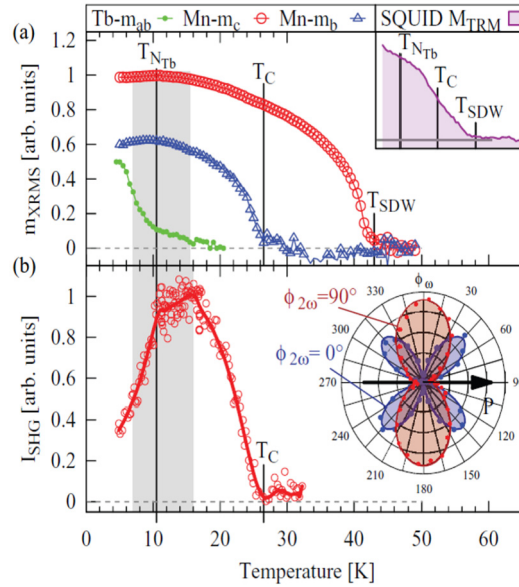 Tb-m_ab Mn-m_c Mn-m_b SQUID M_TRM
(a)
T_N_Tb
T_C
T_SDW
T_N_Tb
T_C
T_SDW
m_XRMS [arb. units]
1.2
1
0.8
0.6
0.4
0.2
0
(b)
I_SHG [arb. units]
1
0.8
0.6
0.4
0.2
0
T_C
ϕ_2ω=90°
ϕ_2ω=0°
ϕ_ω
330
30
300
60
270
9
P
240
120
210
150
180
0 10 20 30 40 50 60
Temperature [K]